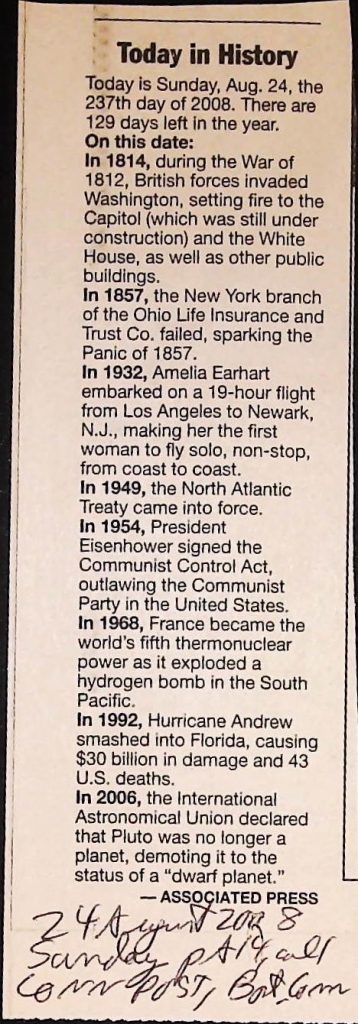 Today in History
Today is Sunday, Aug. 24, the
237th day of 2008. There are
129 days left in the year.
On this date:
In 1814, during the War of
1812, British forces invaded
Washington, setting fire to the
Capitol (which was still under
construction) and the White
House, as well as other public
buildings.
In 1857, the New York branch
of the Ohio Life Insurance and
Trust Co. failed, sparking the
Panic of 1857.
In 1932, Amelia Earhart
embarked on a 19-hour flight
from Los Angeles to Newark,
N.J., making her the first
woman to fly solo, non-stop,
from coast to coast.
In 1949, the North Atlantic
Treaty came into force.
In 1954, President
Eisenhower signed the
Communist Control Act,
outlawing the Communist
Party in the United States.
In 1968, France became the
world's fifth thermonuclear
power as it exploded a
hydrogen bomb in the South
Pacific.
In 1992, Hurricane Andrew
smashed into Florida, causing
$30 billion in damage and 43
U.S. deaths.
In 2006, the International
Astronomical Union declared
that Pluto was no longer a
planet, demoting it to the
status of a “dwarf planet.”
— ASSOCIATED PRESS
24 August 2008
Sunday p A14,
Conn Post,